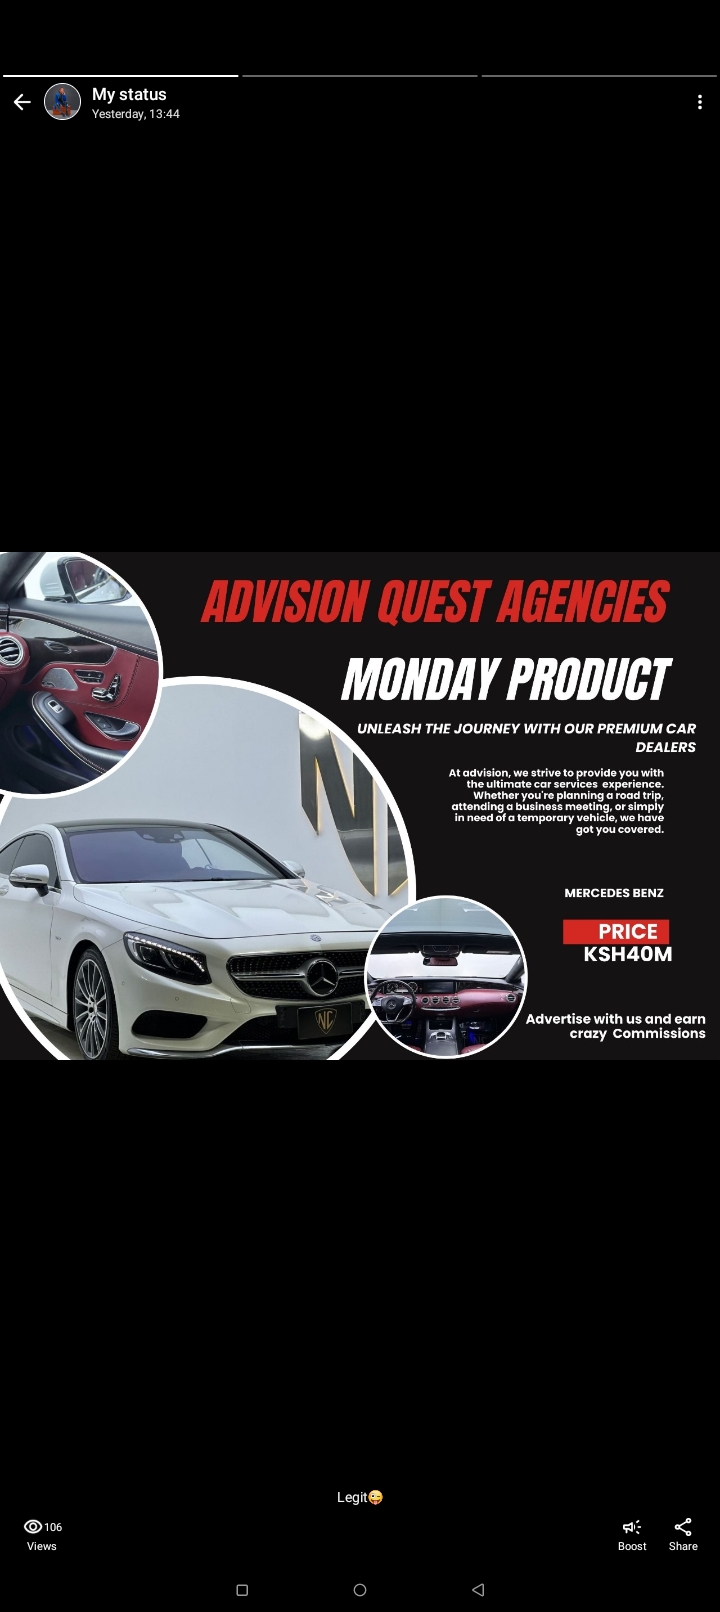 My status
Yesterday, 13:44
ADVISION QUEST AGENCIES
MONDAY PRODUCT
UNLEASH THE JOURNEY WITH OUR PREMIUM CAR
DEALERS
At advision, we strive to provide you with
the ultimate car services experience.
Whether you're planning a road trip,
attending a business meeting, or simply
in need of a temporary vehicle, we have
got you covered.
MERCEDES BENZ
PRICE
KSH40M
Advertise with us and earn
crazy Commissions
N
NC
Legit😜
106
Views
Boost
Share